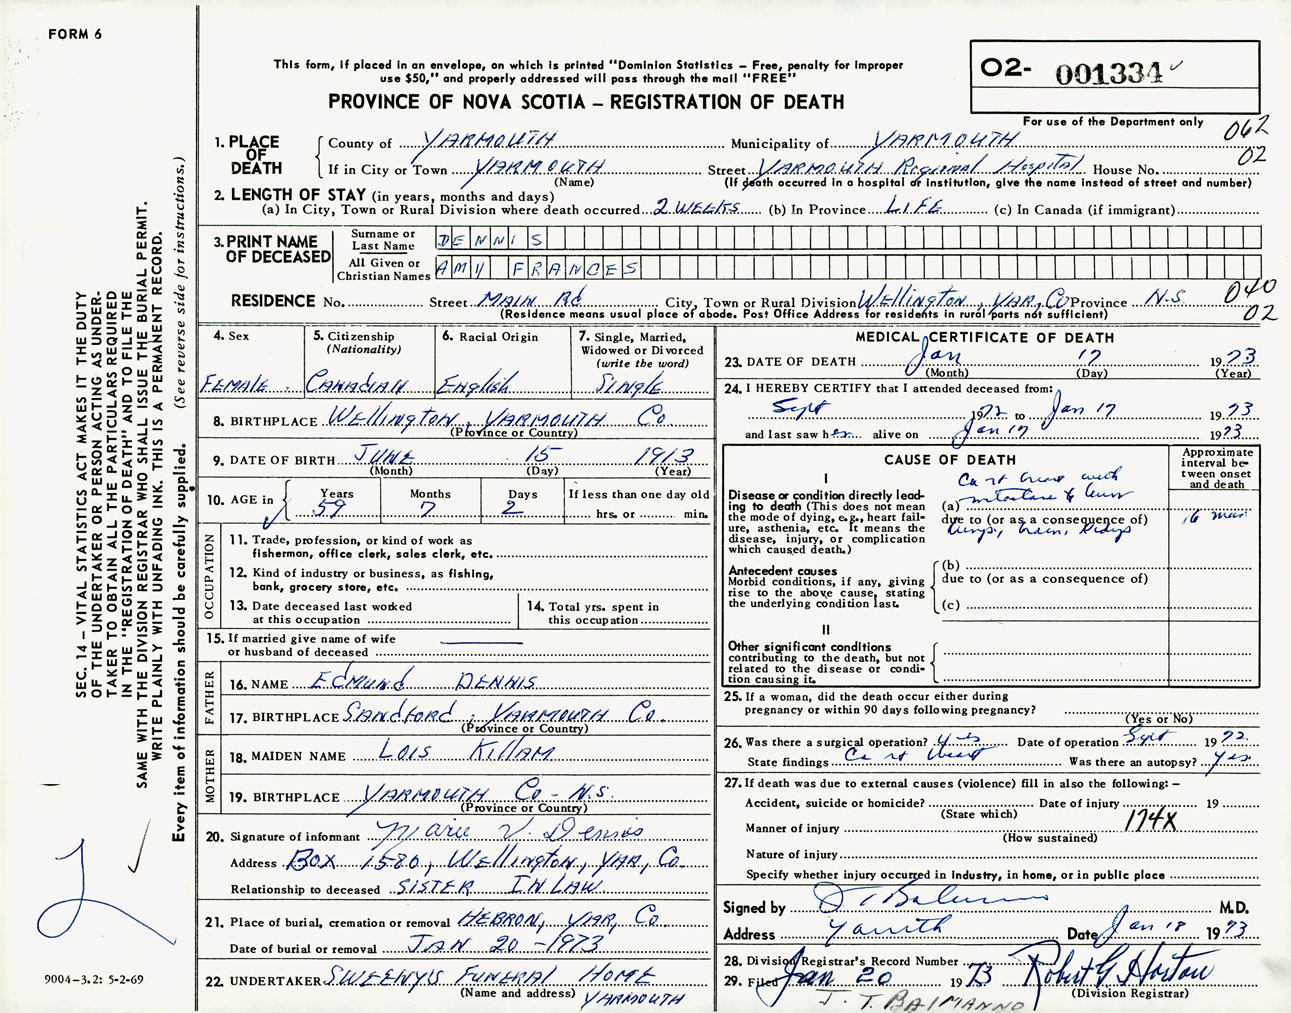 FORM 6
This form, if placed in an envelope, on which is printed "Dominion Statistics – Free, penalty for improper
use $50," and properly addressed will pass through the mail "FREE"
PROVINCE OF NOVA SCOTIA – REGISTRATION OF DEATH
O2- 001334 ✓
For use of the Department only
062
02
1. PLACE OF DEATH
County of YARMOUTH Municipality of YARMOUTH
If in City or Town YARMOUTH Street YARMOUTH Regional Hospital House No.
(Name) (If death occurred in a hospital or institution, give the name instead of street and number)
2. LENGTH OF STAY (in years, months and days)
(a) In City, Town or Rural Division where death occurred 2 WEEKS (b) In Province LIFE (c) In Canada (if immigrant)
3. PRINT NAME OF DECEASED
Surname or Last Name DENNIS
All Given or Christian Names AMY FRANCES
RESIDENCE No. Street MAIN Rd City, Town or Rural Division Wellington, YAR, Co Province N.S
(Residence means usual place of abode. Post Office Address for residents in rural parts not sufficient)
040
02
4. Sex FEMALE
5. Citizenship (Nationality) CANADIAN
6. Racial Origin English
7. Single, Married, Widowed or Divorced (write the word) SINGLE
8. BIRTHPLACE Wellington, YARMOUTH Co
(Province or Country)
9. DATE OF BIRTH JUNE 15 1913
(Month) (Day) (Year)
10. AGE in Years 59 Months 7 Days 2 If less than one day old
hrs. or min.
OCCUPATION
11. Trade, profession, or kind of work as
fisherman, office clerk, sales clerk, etc.
12. Kind of industry or business, as fishing,
bank, grocery store, etc.
13. Date deceased last worked
at this occupation
14. Total yrs. spent in
this occupation
15. If married give name of wife
or husband of deceased
FATHER
16. NAME Edmund DENNIS
17. BIRTHPLACE Sandford, YARMOUTH Co.
(Province or Country)
MOTHER
18. MAIDEN NAME LOIS KILLAM
19. BIRTHPLACE YARMOUTH Co - N.S.
(Province or Country)
20. Signature of informant Marie V. Dennis
Address BOX 1580, Wellington, YAR, Co
Relationship to deceased SISTER IN LAW
21. Place of burial, cremation or removal HEBRON, YAR, Co
Date of burial or removal JAN 20 - 1973
22. UNDERTAKER SWEENY'S FUNERAL HOME
(Name and address) YARMOUTH
MEDICAL CERTIFICATE OF DEATH
23. DATE OF DEATH Jan 17 1973
(Month) (Day) (Year)
24. I HEREBY CERTIFY that I attended deceased from:
Sept 1972 to Jan 17 1973
and last saw her alive on Jan 17 1973
CAUSE OF DEATH
Approximate interval between onset and death
I
Disease or condition directly leading to death (This does not mean the mode of dying, e.g., heart failure, asthenia, etc. It means the disease, injury, or complication which caused death.)
(a)
due to (or as a consequence of)
Antecedent causes
Morbid conditions, if any, giving rise to the above cause, stating the underlying condition last.
(b)
due to (or as a consequence of)
(c)
II
Other significant conditions
contributing to the death, but not related to the disease or condition causing it.
25. If a woman, did the death occur either during
pregnancy or within 90 days following pregnancy?
(Yes or No)
26. Was there a surgical operation? yes Date of operation Sept 1972
State findings Ca rt breast Was there an autopsy? Yes
27. If death was due to external causes (violence) fill in also the following: –
Accident, suicide or homicide? Date of injury 19
(State which)
Manner of injury 174X
(How sustained)
Nature of injury
Specify whether injury occurred in industry, in home, or in public place
Signed by M.D.
Address Date Jan 18 1973
28. Division Registrar's Record Number
29. Filed Jan 20 1973 Robert G. Horton
(Division Registrar)
J. T. BALMANNO
SEC. 14 – VITAL STATISTICS ACT MAKES IT THE DUTY
OF THE UNDERTAKER OR PERSON ACTING AS UNDER-
TAKER TO OBTAIN ALL THE PARTICULARS REQUIRED
IN THE "REGISTRATION OF DEATH" AND TO FILE THE
SAME WITH THE DIVISION REGISTRAR WHO SHALL ISSUE THE BURIAL PERMIT.
WRITE PLAINLY WITH UNFADING INK. THIS IS A PERMANENT RECORD.
Every item of information should be carefully supplied. (See reverse side for instructions.)
9004–3.2: 5-2-69